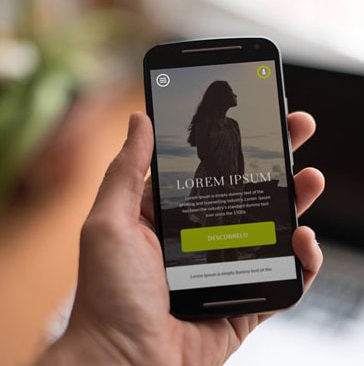 LOREM IPSUM
Lorem Ipsum is simply dummy text of the
printing and typesetting industry. Lorem Ipsum
has been the industry's standard dummy text
ever since the 1500s
DESCUBRELO
Lorem Ipsum is simply Dummy Text of the